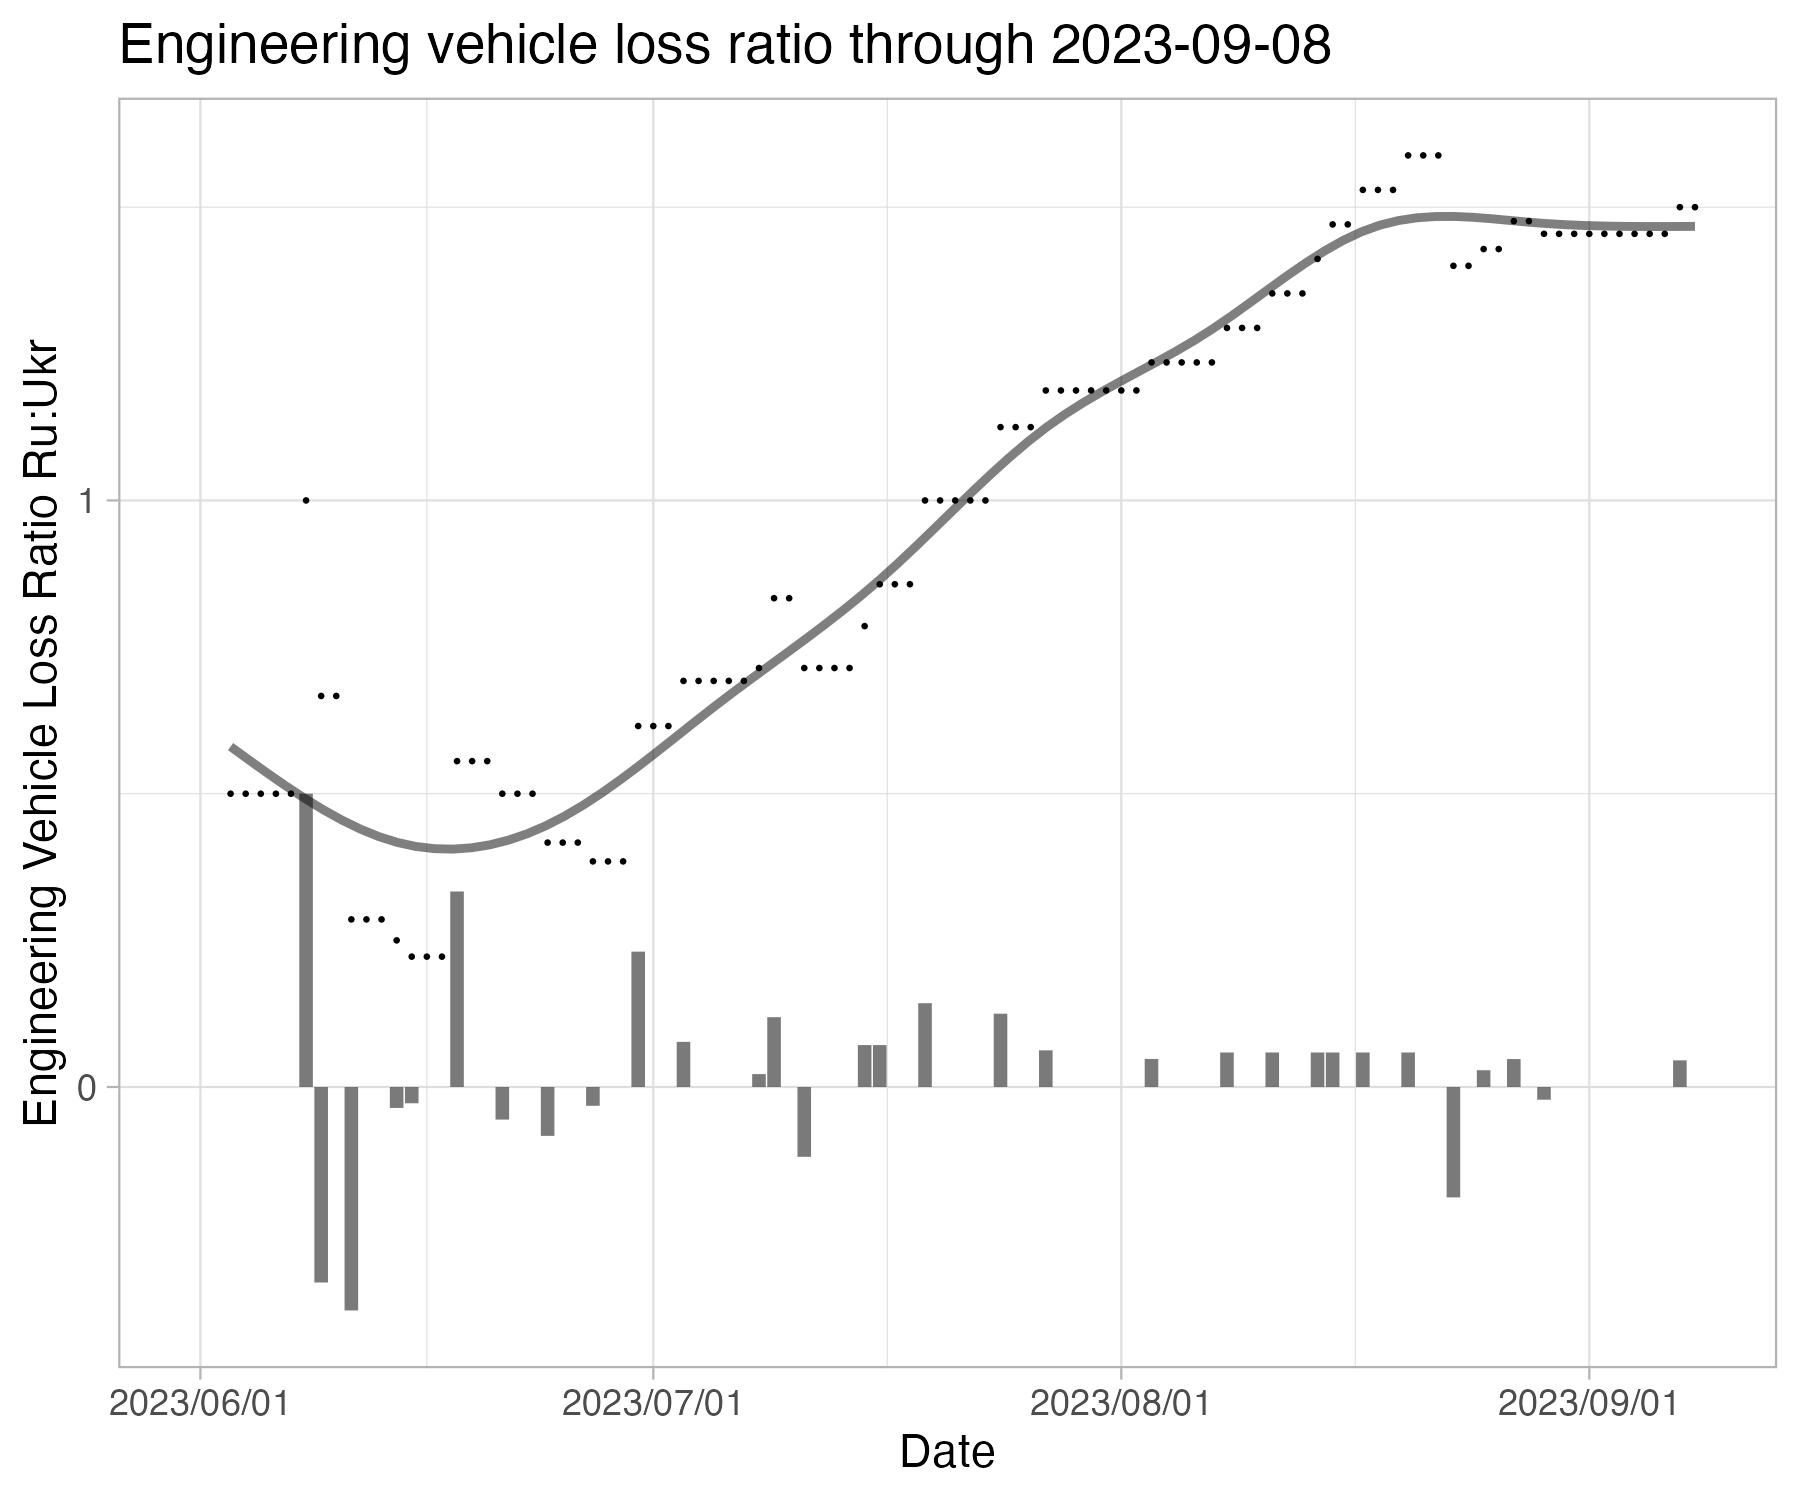 Engineering vehicle loss ratio through 2023-09-08
Engineering Vehicle Loss Ratio Ru:Ukr
1
0
2023/06/01
2023/07/01
2023/08/01
2023/09/01
Date